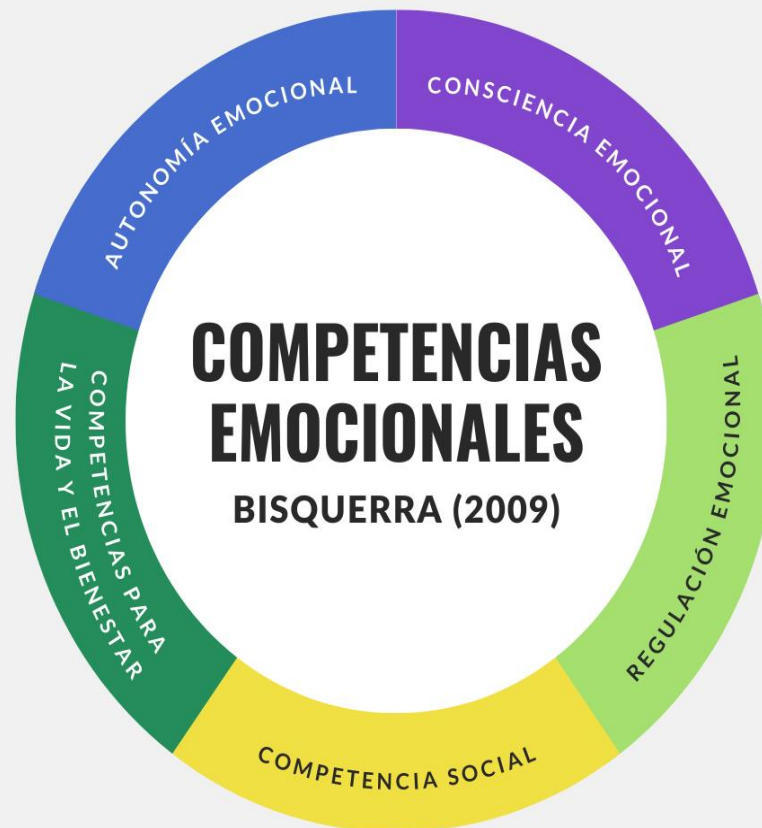 COMPETENCIAS
EMOCIONALES
BISQUERRA (2009)
CONSCIENCIA EMOCIONAL
REGULACIÓN EMOCIONAL
COMPETENCIA SOCIAL
COMPETENCIAS PARA
LA VIDA Y EL BIENESTAR
AUTONOMÍA EMOCIONAL